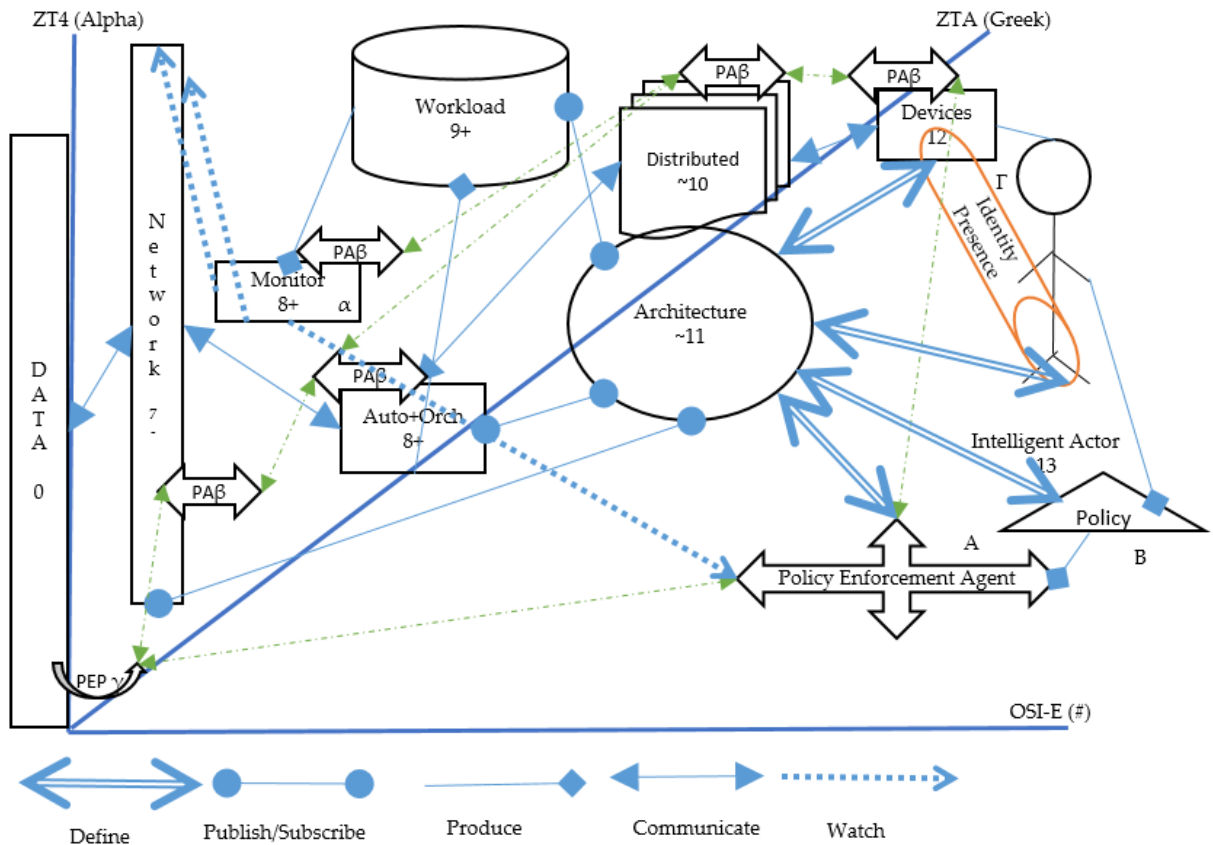 ZT4 (Alpha)
ZTA (Greek)
PAβ
PAβ
Workload
9+
Devices
12
Distributed
~10
Γ
Identity
Presence
Network 7-
PAβ
Monitor
8+
α
Architecture
~11
DATA 0
PAβ
Auto+Orch
8+
Intelligent Actor
13
PAβ
Policy
A
B
Policy Enforcement Agent
PEP γ
OSI-E (#)
Define
Publish/Subscribe
Produce
Communicate
Watch